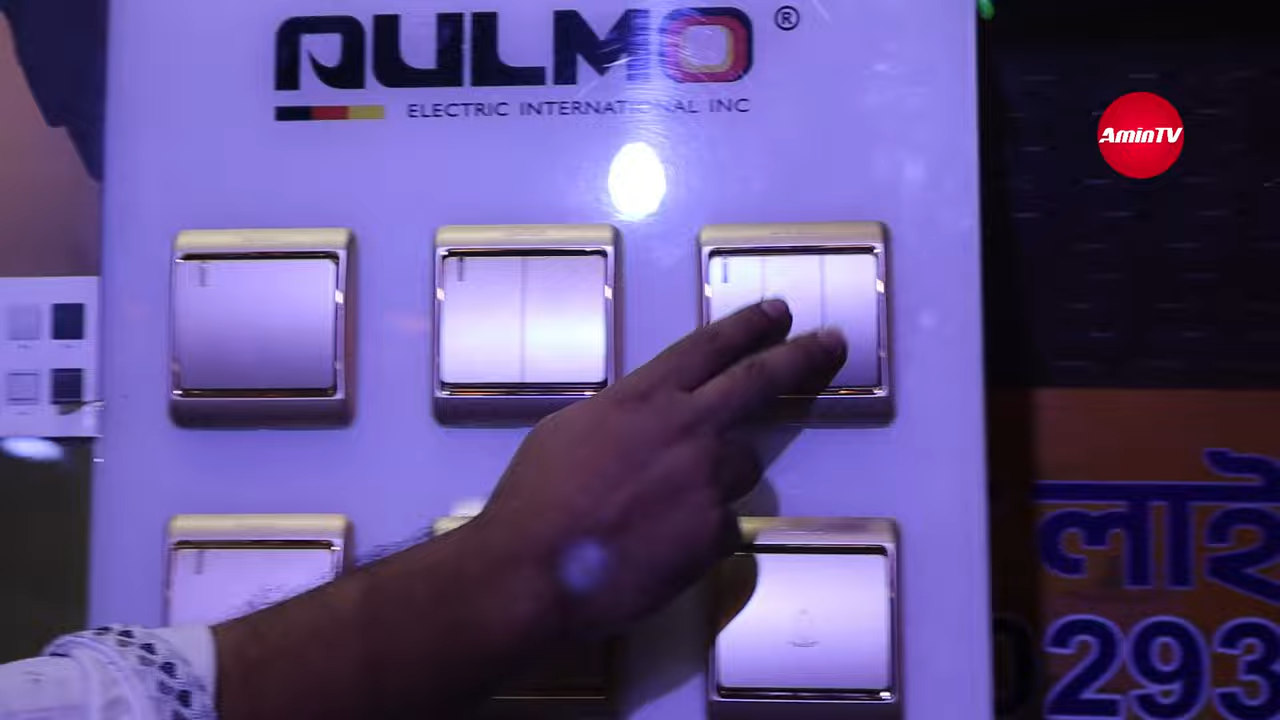 AULMO ®
ELECTRIC INTERNATIONAL INC
AminTV
লাই
293